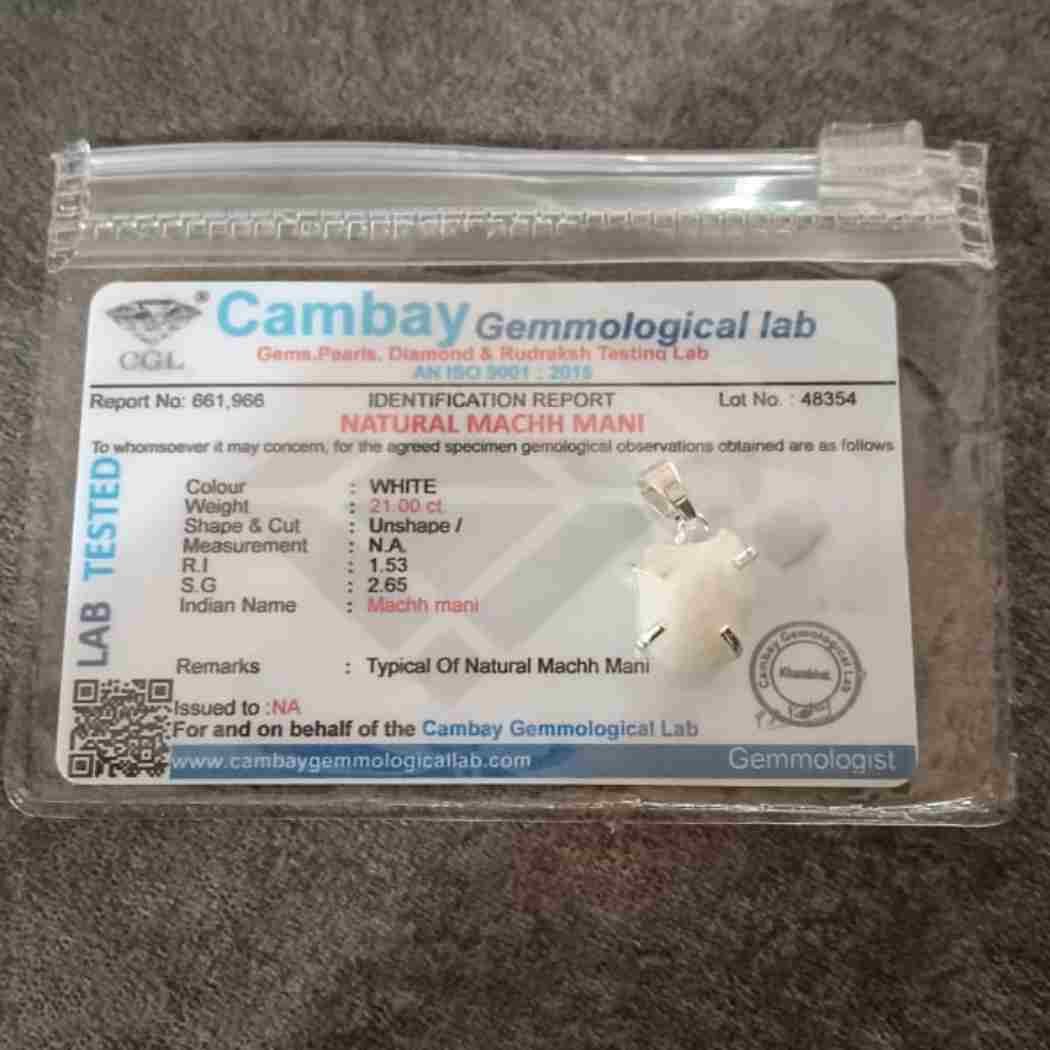 Cambay Gemmological lab
CGL
Gems,Pearls, Diamond & Rudraksh Testing Lab
AN ISO 9001 : 2015
Report No: 661,966 IDENTIFICATION REPORT Lot No. : 48354
NATURAL MACHH MANI
To whomsoever it may concern, for the agreed specimen gemological observations obtained are as follows
LAB TESTED
Colour : WHITE
Weight : 21.00 ct.
Shape & Cut : Unshape /
Measurement : N.A.
R.I : 1.53
S.G : 2.65
Indian Name : Machh mani
Remarks : Typical Of Natural Machh Mani
Cambay Gemological Lab
Issued to :NA
For and on behalf of the Cambay Gemmological Lab
www.cambaygemmologicallab.com Gemmologist